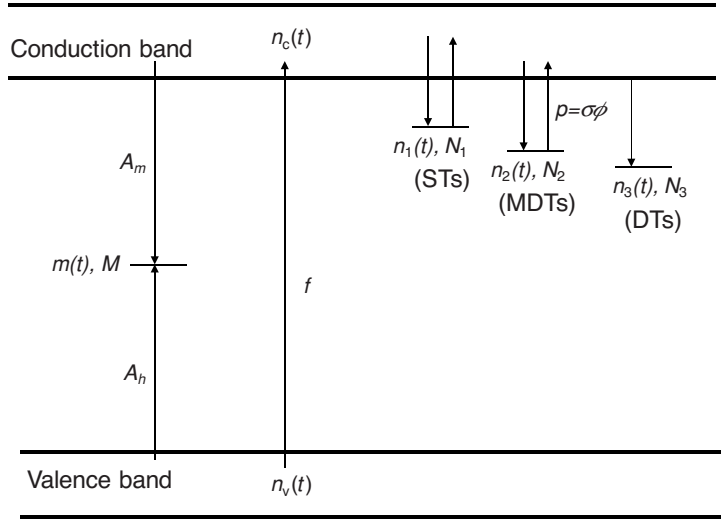 n_c(t)
Conduction band
p=σϕ
A_m
n_1(t), N_1
(STs)
n_2(t), N_2
(MDTs)
n_3(t), N_3
(DTs)
m(t), M
f
A_h
Valence band
n_v(t)